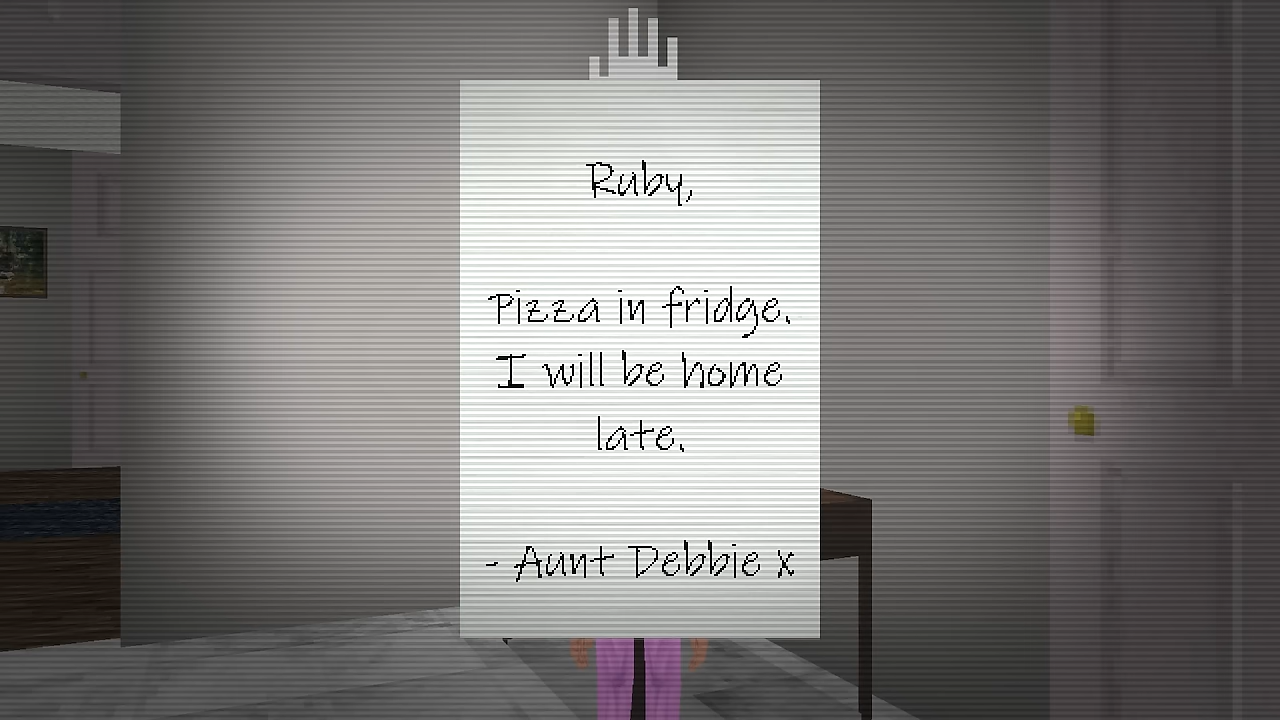 Ruby,
Pizza in fridge.
I will be home
late.
- Aunt Debbie x